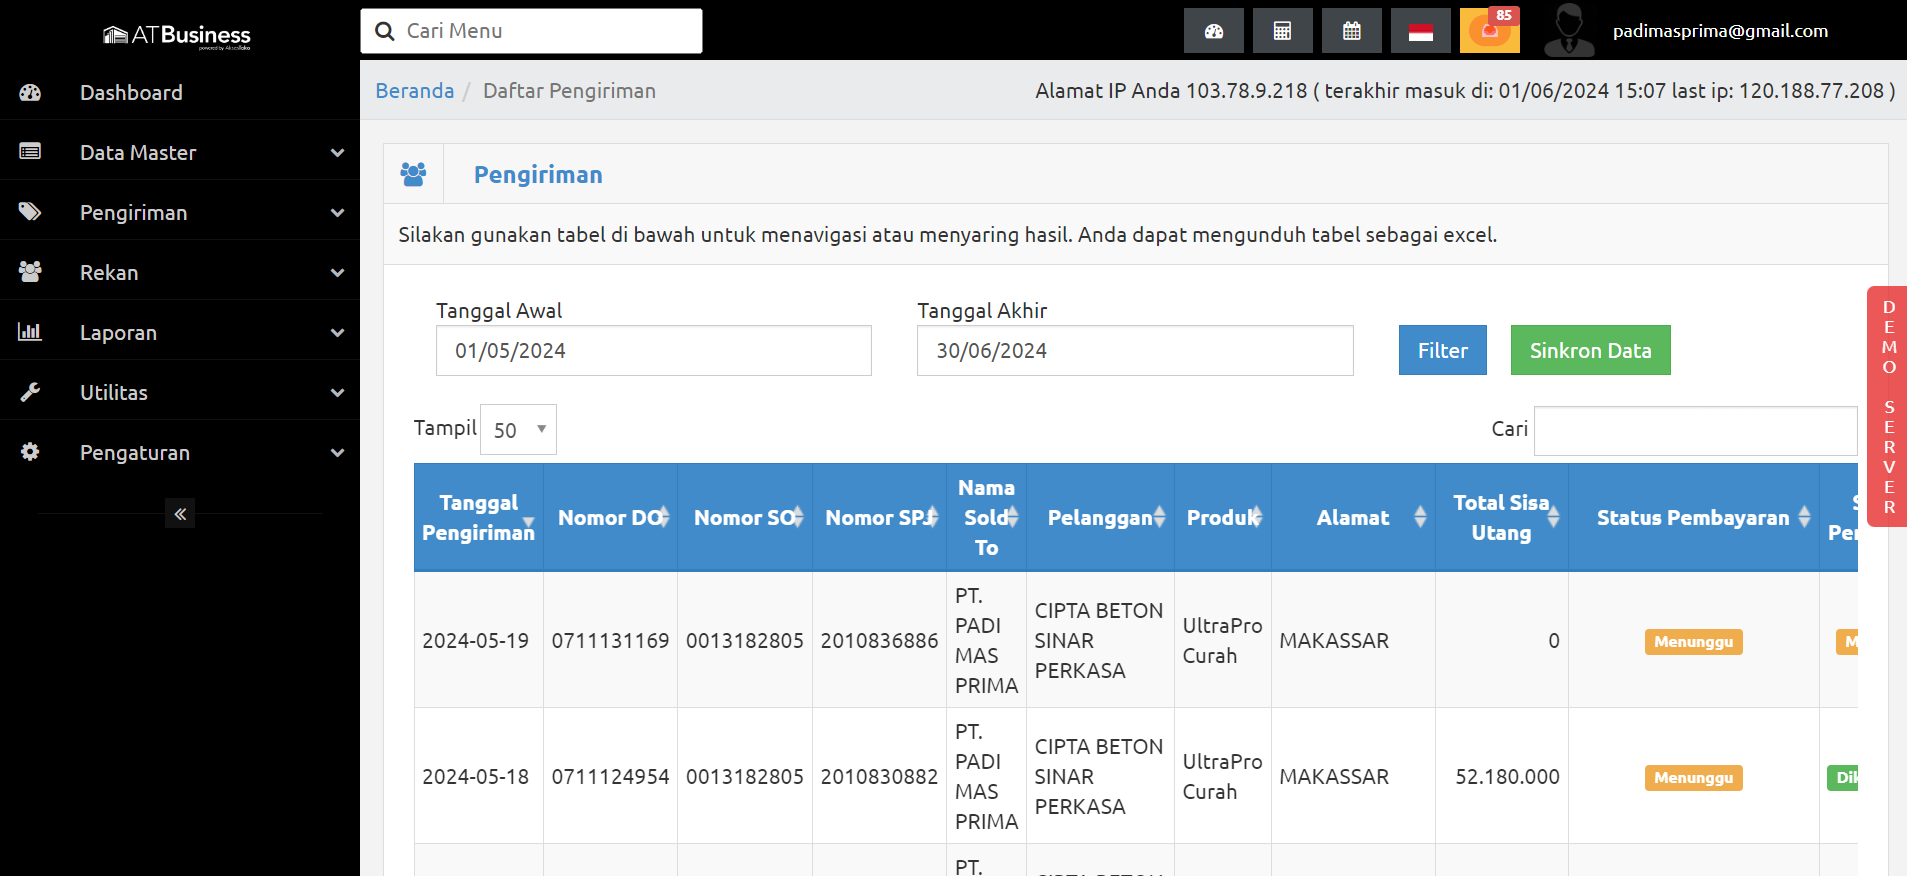 ATBusiness
powered by AksesToko
Cari Menu
85
padimasprima@gmail.com
Dashboard
Data Master
Pengiriman
Rekan
Laporan
Utilitas
Pengaturan
Beranda / Daftar Pengiriman
Alamat IP Anda 103.78.9.218 ( terakhir masuk di: 01/06/2024 15:07 last ip: 120.188.77.208 )
Pengiriman
Silakan gunakan tabel di bawah untuk menavigasi atau menyaring hasil. Anda dapat mengunduh tabel sebagai excel.
Tanggal Awal
Tanggal Akhir
01/05/2024
30/06/2024
Filter
Sinkron Data
DEMO SERVER
Tampil 50
Cari
Tanggal Pengiriman Nomor DO Nomor SO Nomor SPJ Nama Sold To Pelanggan Produk Alamat Total Sisa Utang Status Pembayaran
2024-05-19 0711131169 0013182805 2010836886 PT. PADI MAS PRIMA CIPTA BETON SINAR PERKASA UltraPro Curah MAKASSAR 0 Menunggu
2024-05-18 0711124954 0013182805 2010830882 PT. PADI MAS PRIMA CIPTA BETON SINAR PERKASA UltraPro Curah MAKASSAR 52.180.000 Menunggu
PT.